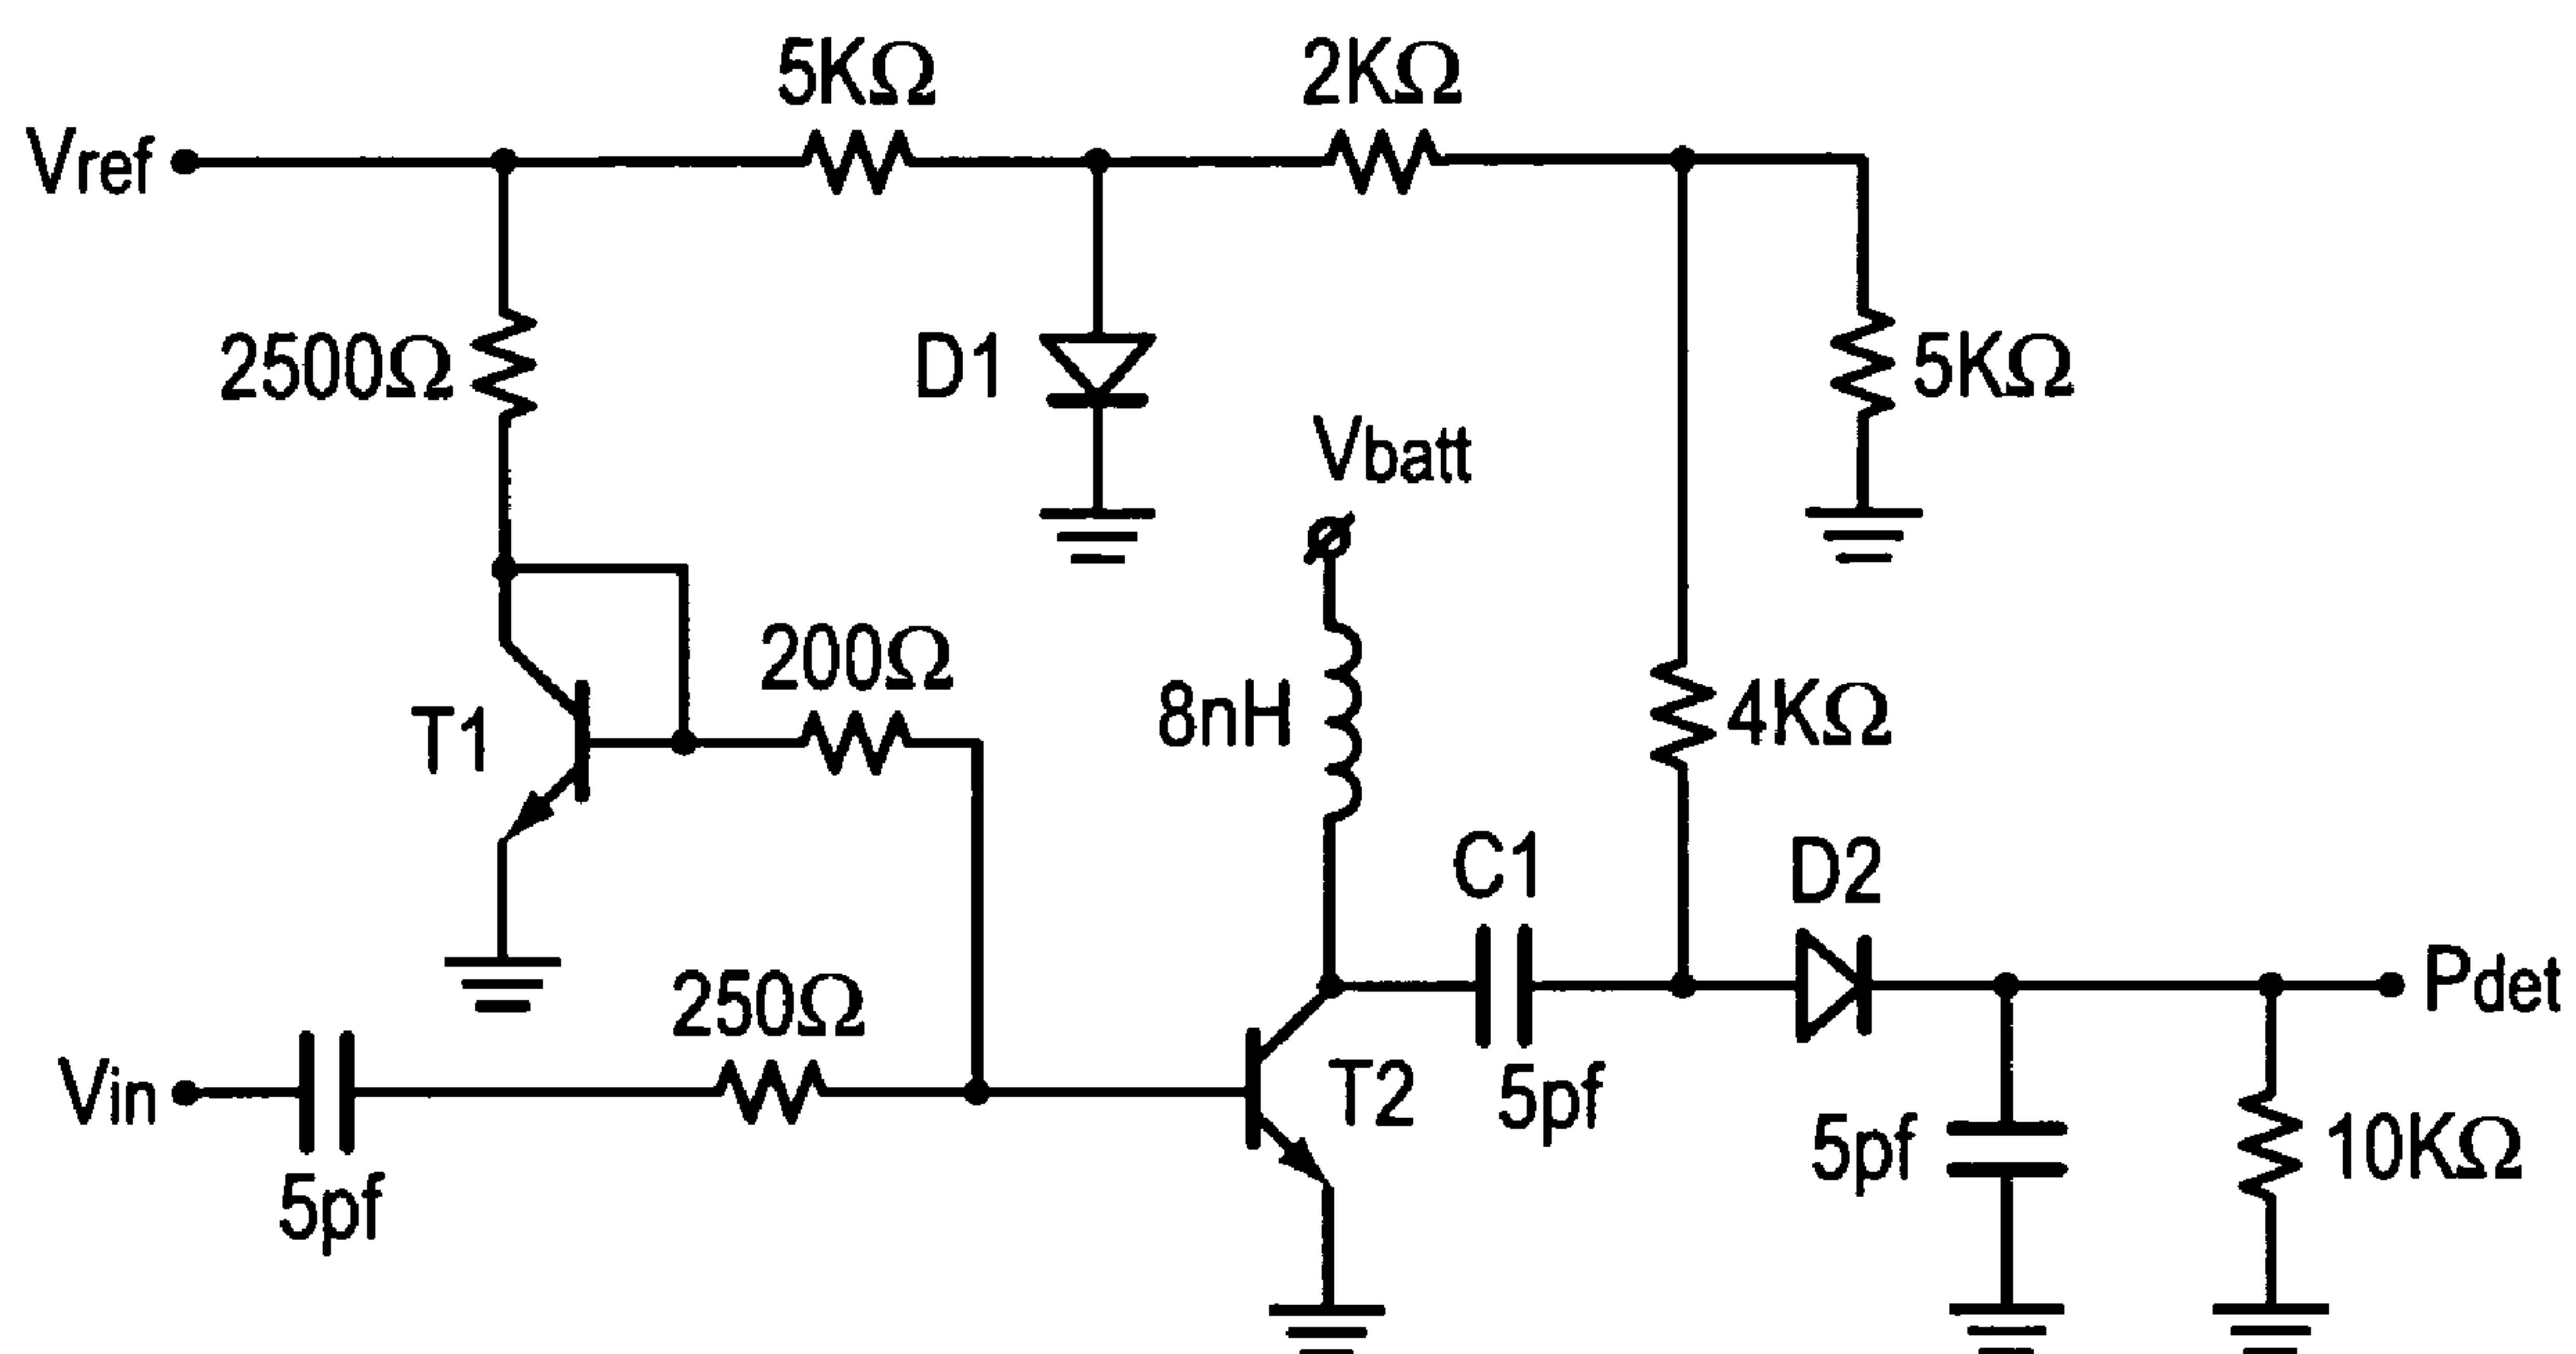 5KΩ
2KΩ
Vref
2500Ω
D1
5KΩ
Vbatt
200Ω
T1
8nH
4KΩ
C1
D2
250Ω
Pdet
Vin
T2
5pf
5pf
10KΩ
5pf